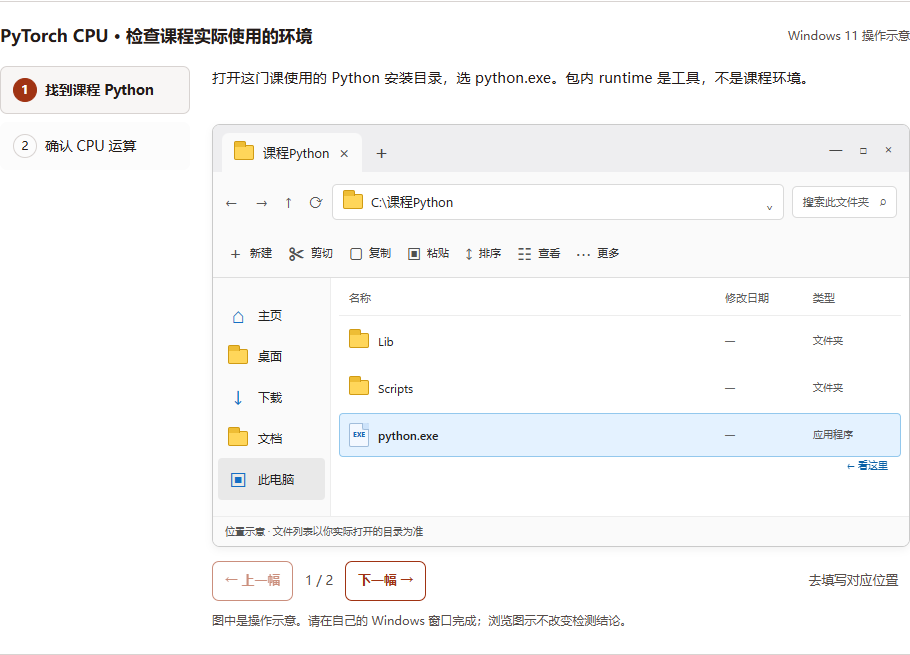 PyTorch CPU • 检查课程实际使用的环境
Windows 11 操作示意
1 找到课程 Python
2 确认 CPU 运算
打开这门课使用的 Python 安装目录，选 python.exe。包内 runtime 是工具，不是课程环境。
课程Python × +
— □ ×
← → ↑ ⟳ C:\课程Python ⌄ 搜索此文件夹 ⌕
+ 新建 ✂ 剪切 复制 粘贴 ↕ 排序 查看 … 更多
主页
桌面
↓ 下载
文档
此电脑
名称 修改日期 类型
Lib — 文件夹
Scripts — 文件夹
EXE python.exe — 应用程序
← 看这里
位置示意 · 文件列表以你实际打开的目录为准
← 上一幅 1 / 2 下一幅 →
去填写对应位置
图中是操作示意。请在自己的 Windows 窗口完成；浏览图示不改变检测结论。